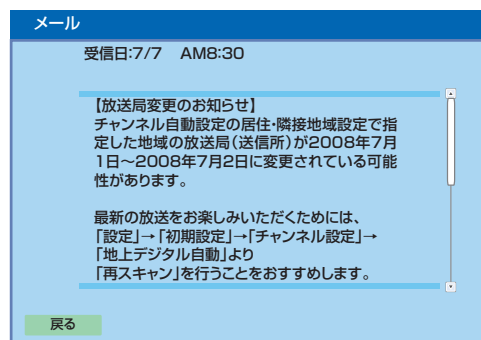 メール
受信日:7/7　AM8:30
【放送局変更のお知らせ】
チャンネル自動設定の居住・隣接地域設定で指
定した地域の放送局（送信所）が2008年7月
1日～2008年7月2日に変更されている可能
性があります。
最新の放送をお楽しみいただくためには、
「設定」→「初期設定」→「チャンネル設定」→
「地上デジタル自動」より
「再スキャン」を行うことをおすすめします。
戻る